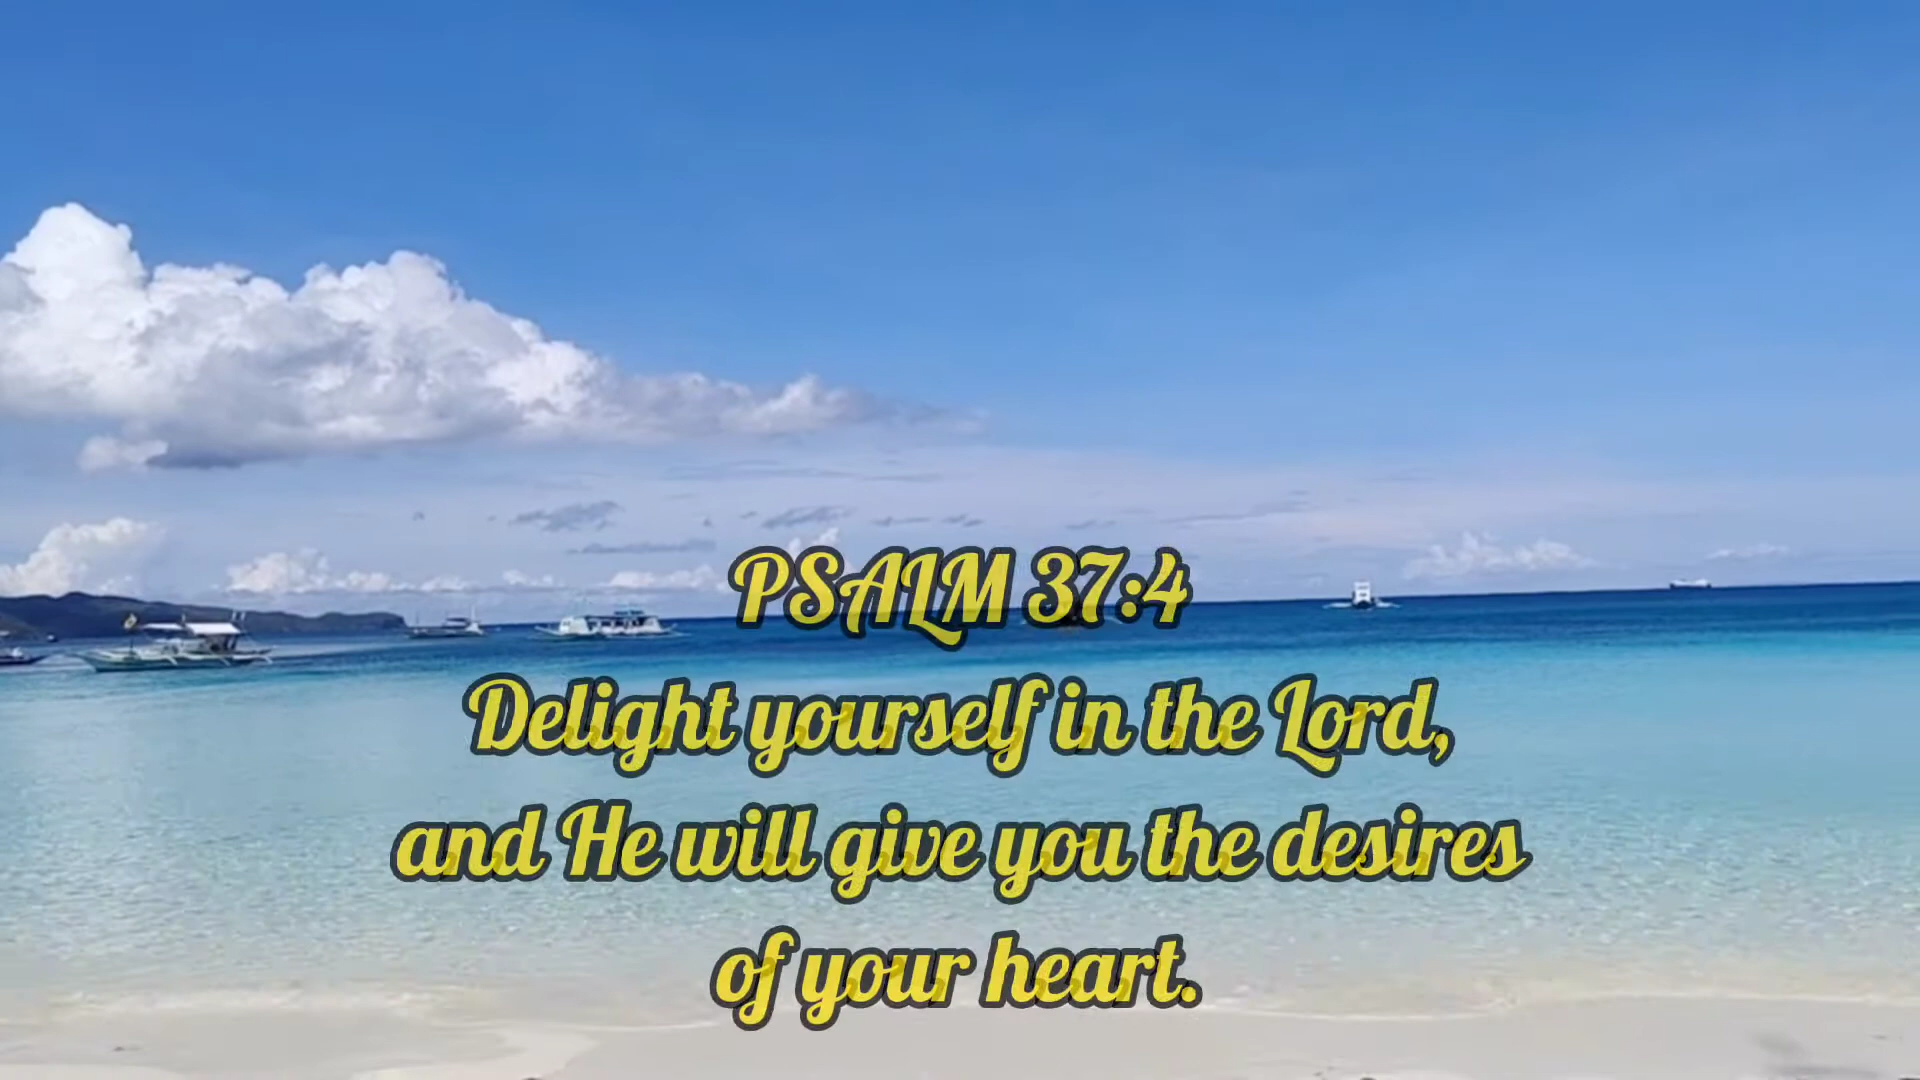 PSALM 37:4
Delight yourself in the Lord,
and He will give you the desires
of your heart.